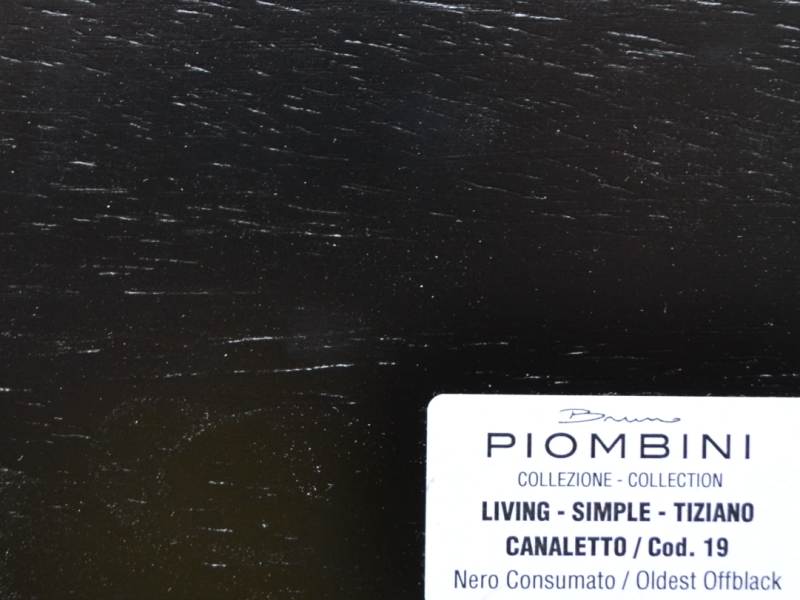 Bruno
PIOMBINI
COLLEZIONE - COLLECTION
LIVING - SIMPLE - TIZIANO
CANALETTO / Cod. 19
Nero Consumato / Oldest Offblack